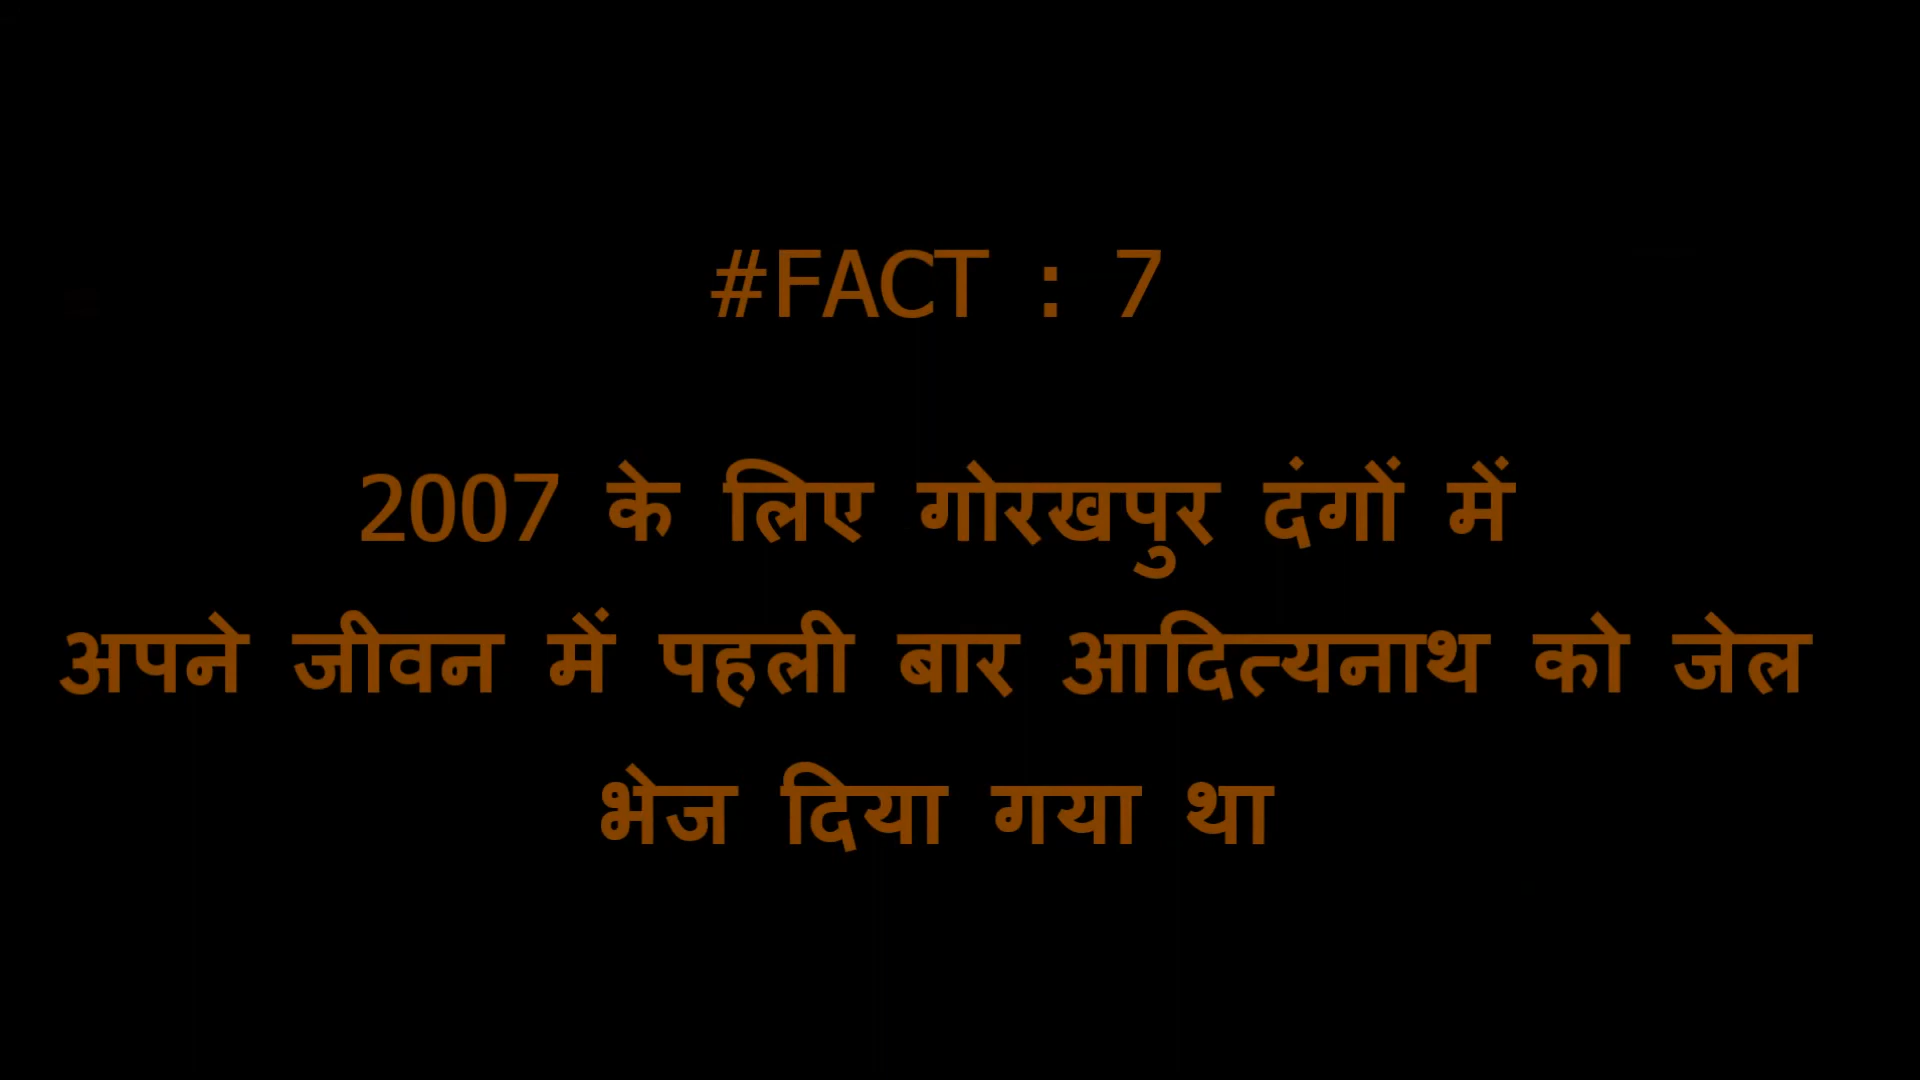 #FACT : 7
2007 के लिए गोरखपुर दंगों में
अपने जीवन में पहली बार आदित्यनाथ को जेल
भेज दिया गया था